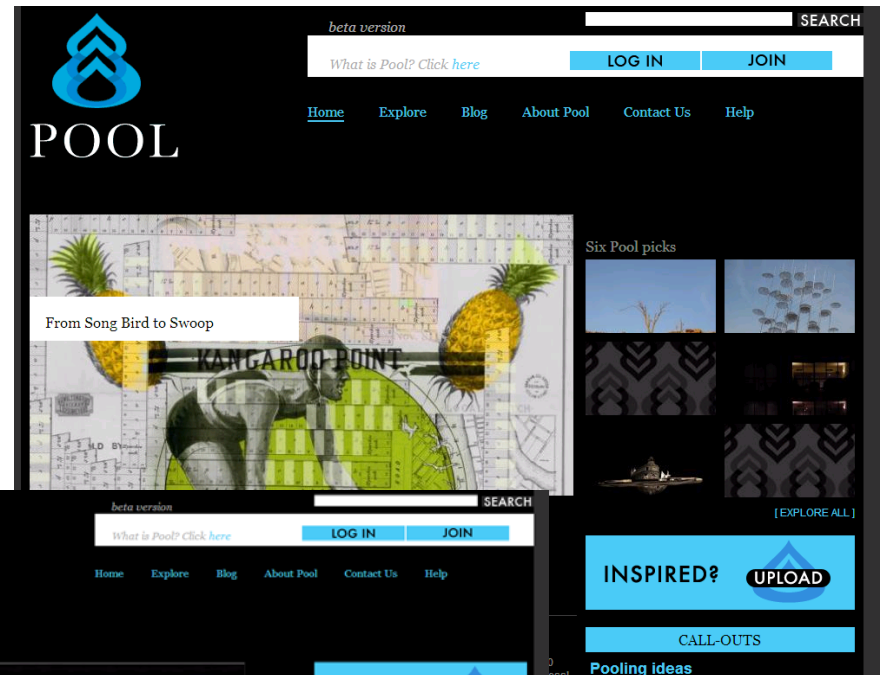 beta version
SEARCH
What is Pool? Click here
LOG IN
JOIN
Home Explore Blog About Pool Contact Us Help
POOL
Six Pool picks
From Song Bird to Swoop
KANGAROO POINT
[ EXPLORE ALL ]
INSPIRED?
UPLOAD
CALL-OUTS
Pooling ideas
beta version
SEARCH
What is Pool? Click here
LOG IN
JOIN
Home Explore Blog About Pool Contact Us Help